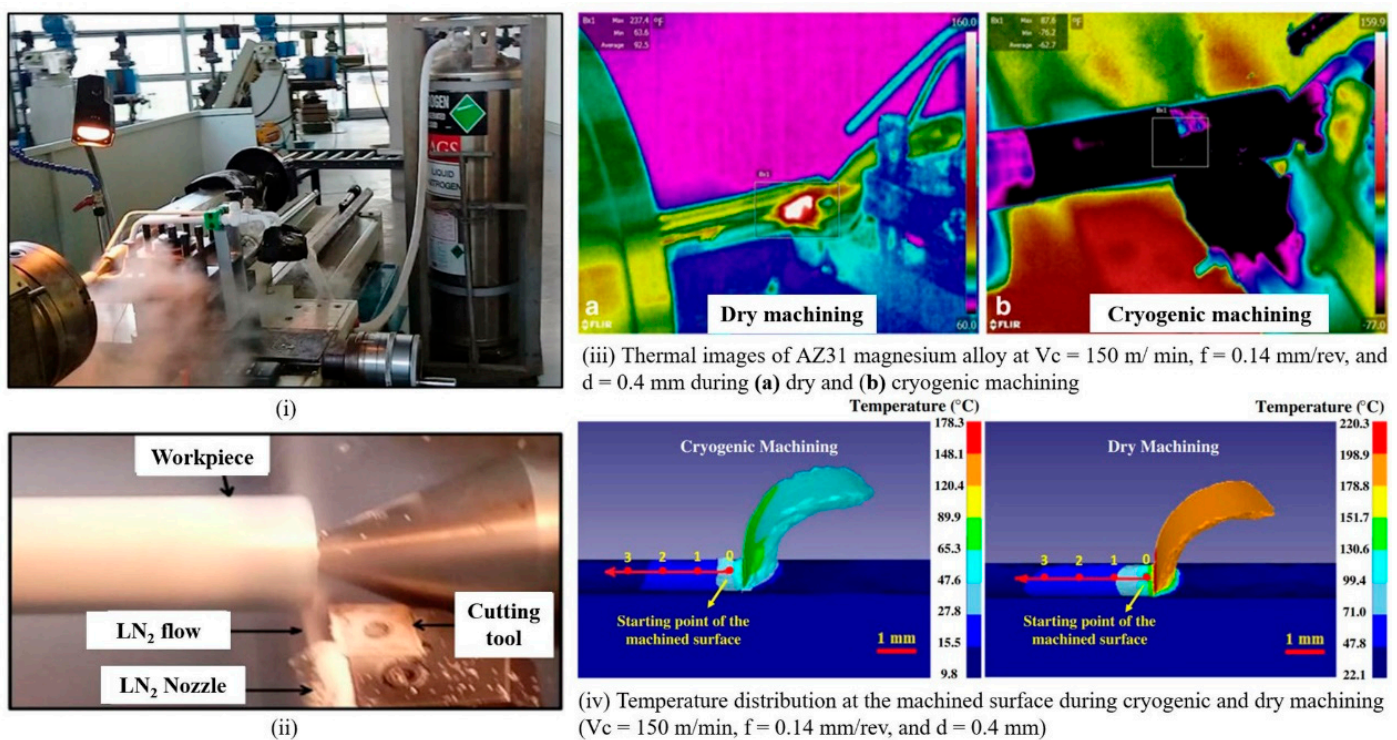 ROGEN
AGS
LIQUID
NITROGEN
(i)
Workpiece
LN2 flow
Cutting
tool
LN2 Nozzle
(ii)
Bx1 Max 237.4 °F
Min 63.6
Average 92.5
160.0
Bx1
a
FLIR
Dry machining
60.0
Bx1 Max 87.6 °F
Min -76.2
Average -62.7
159.9
Bx1
b
FLIR
Cryogenic machining
-77.0
(iii) Thermal images of AZ31 magnesium alloy at Vc = 150 m/ min, f = 0.14 mm/rev, and
d = 0.4 mm during (a) dry and (b) cryogenic machining
Temperature (°C)
Cryogenic Machining
178.3
148.1
120.4
89.9
65.3
47.6
27.8
15.5
9.8
3 2 1 0
Starting point of the
machined surface
1 mm
Temperature (°C)
Dry Machining
220.3
198.9
178.8
151.7
130.6
99.4
71.0
47.8
22.1
3 2 1 0
Starting point of the
machined surface
1 mm
(iv) Temperature distribution at the machined surface during cryogenic and dry machining
(Vc = 150 m/min, f = 0.14 mm/rev, and d = 0.4 mm)